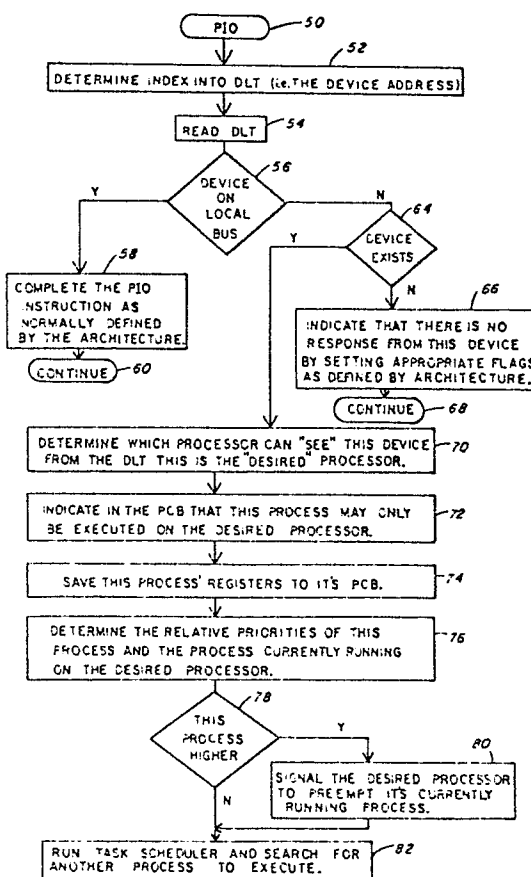 PIO
50
52
DETERMINE INDEX INTO DLT (i.e. THE DEVICE ADDRESS)
54
READ DLT
56
DEVICE
ON
LOCAL
BUS
Y
N
64
DEVICE
EXISTS
Y
N
58
COMPLETE THE PIO
INSTRUCTION AS
NORMALLY DEFINED
BY THE ARCHITECTURE.
CONTINUE
60
66
INDICATE THAT THERE IS NO
RESPONSE FROM THIS DEVICE
BY SETTING APPROPRIATE FLAGS
AS DEFINED BY ARCHITECTURE.
CONTINUE
68
DETERMINE WHICH PROCESSOR CAN "SEE" THIS DEVICE
FROM THE DLT THIS IS THE "DESIRED" PROCESSOR.
70
INDICATE IN THE PCB THAT THIS PROCESS MAY ONLY
BE EXECUTED ON THE DESIRED PROCESSOR.
72
SAVE THIS PROCESS' REGISTERS TO IT'S PCB.
74
DETERMINE THE RELATIVE PRIORITIES OF THIS
PROCESS AND THE PROCESS CURRENTLY RUNNING
ON THE DESIRED PROCESSOR.
76
78
THIS
PROCESS
HIGHER
Y
N
80
SIGNAL THE DESIRED PROCESSOR
TO PREEMPT IT'S CURRENTLY
RUNNING PROCESS.
RUN TASK SCHEDULER AND SEARCH FOR
ANOTHER PROCESS TO EXECUTE.
82